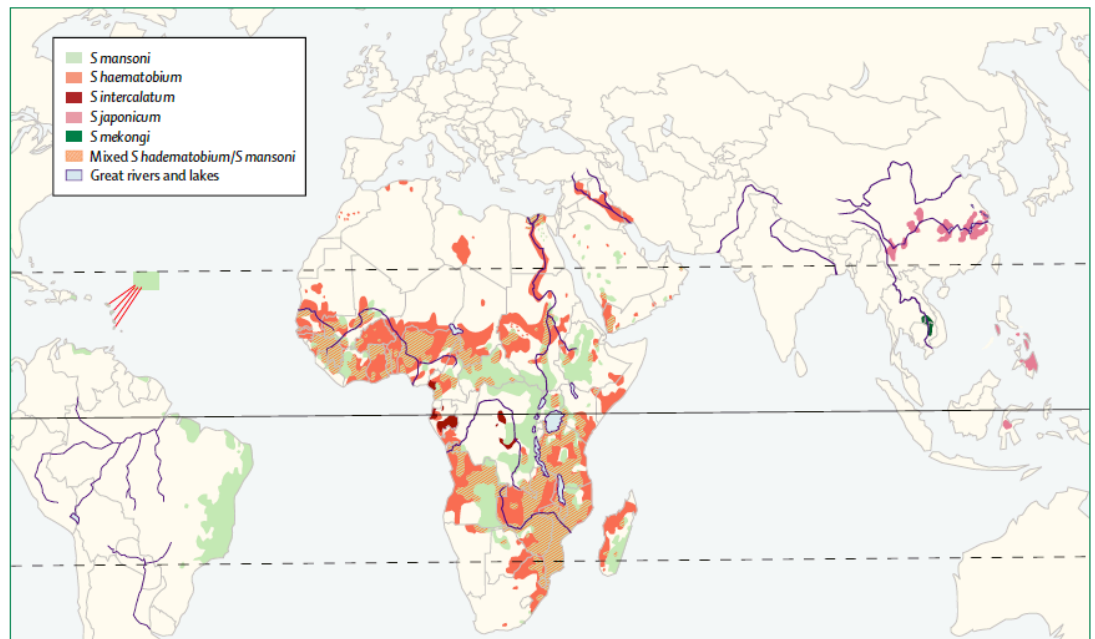 S mansoni
S haematobium
S intercalatum
S japonicum
S mekongi
Mixed S hadematobium/S mansoni
Great rivers and lakes